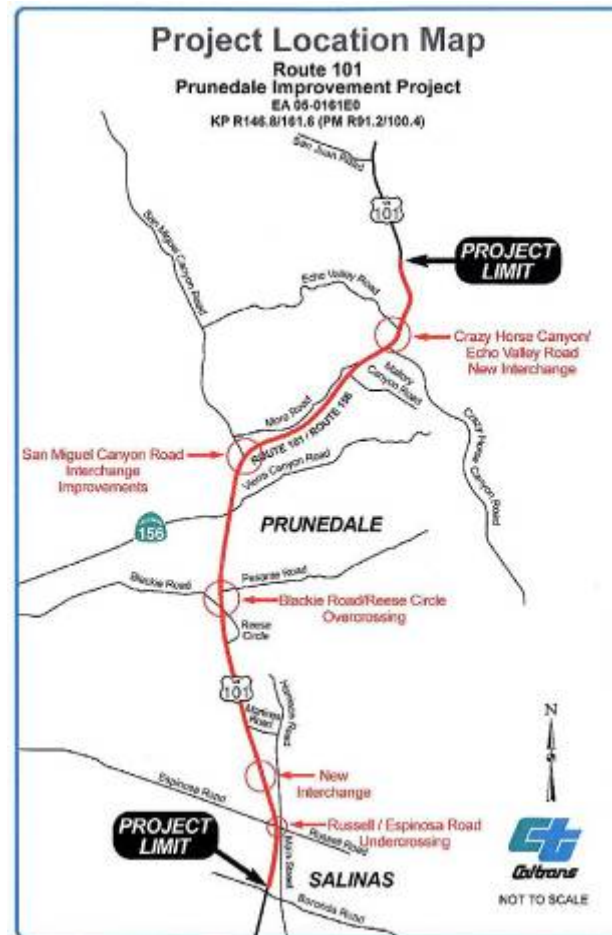 Project Location Map
Route 101
Prunedale Improvement Project
EA 05-0161E0
KP R146.8/161.6 (PM R91.2/100.4)
San Juan Road
US
101
PROJECT
LIMIT
San Miguel Canyon Road
Echo Valley Road
Crazy Horse Canyon/
Echo Valley Road
New Interchange
Mallory
Canyon Road
Moro Road
ROUTE 101 / ROUTE 156
Crazy Horse
Canyon Road
San Miguel Canyon Road
Interchange
Improvements
Vierra Canyon Road
156
PRUNEDALE
Blackie Road
Pesante Road
Blackie Road/Reese Circle
Overcrossing
Reese
Circle
101
Martines
Road
Harrison Road
N
New
Interchange
Espinosa Road
Russell / Espinosa Road
Undercrossing
Russell Road
PROJECT
LIMIT
Main Street
SALINAS
Boronda Road
Caltrans
NOT TO SCALE